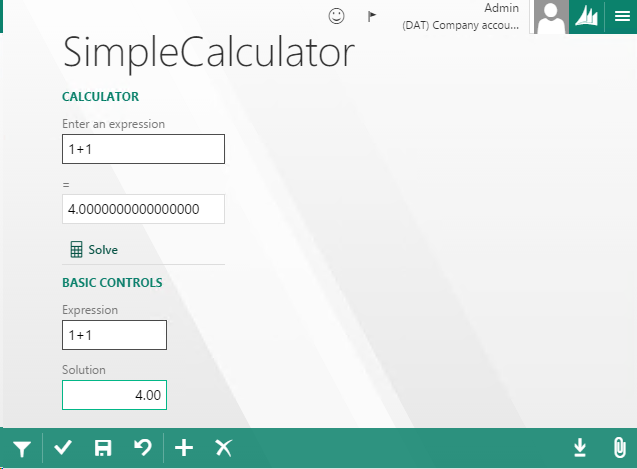 Admin
(DAT) Company accou...
SimpleCalculator
CALCULATOR
Enter an expression
1+1
=
4.0000000000000000
Solve
BASIC CONTROLS
Expression
1+1
Solution
4.00